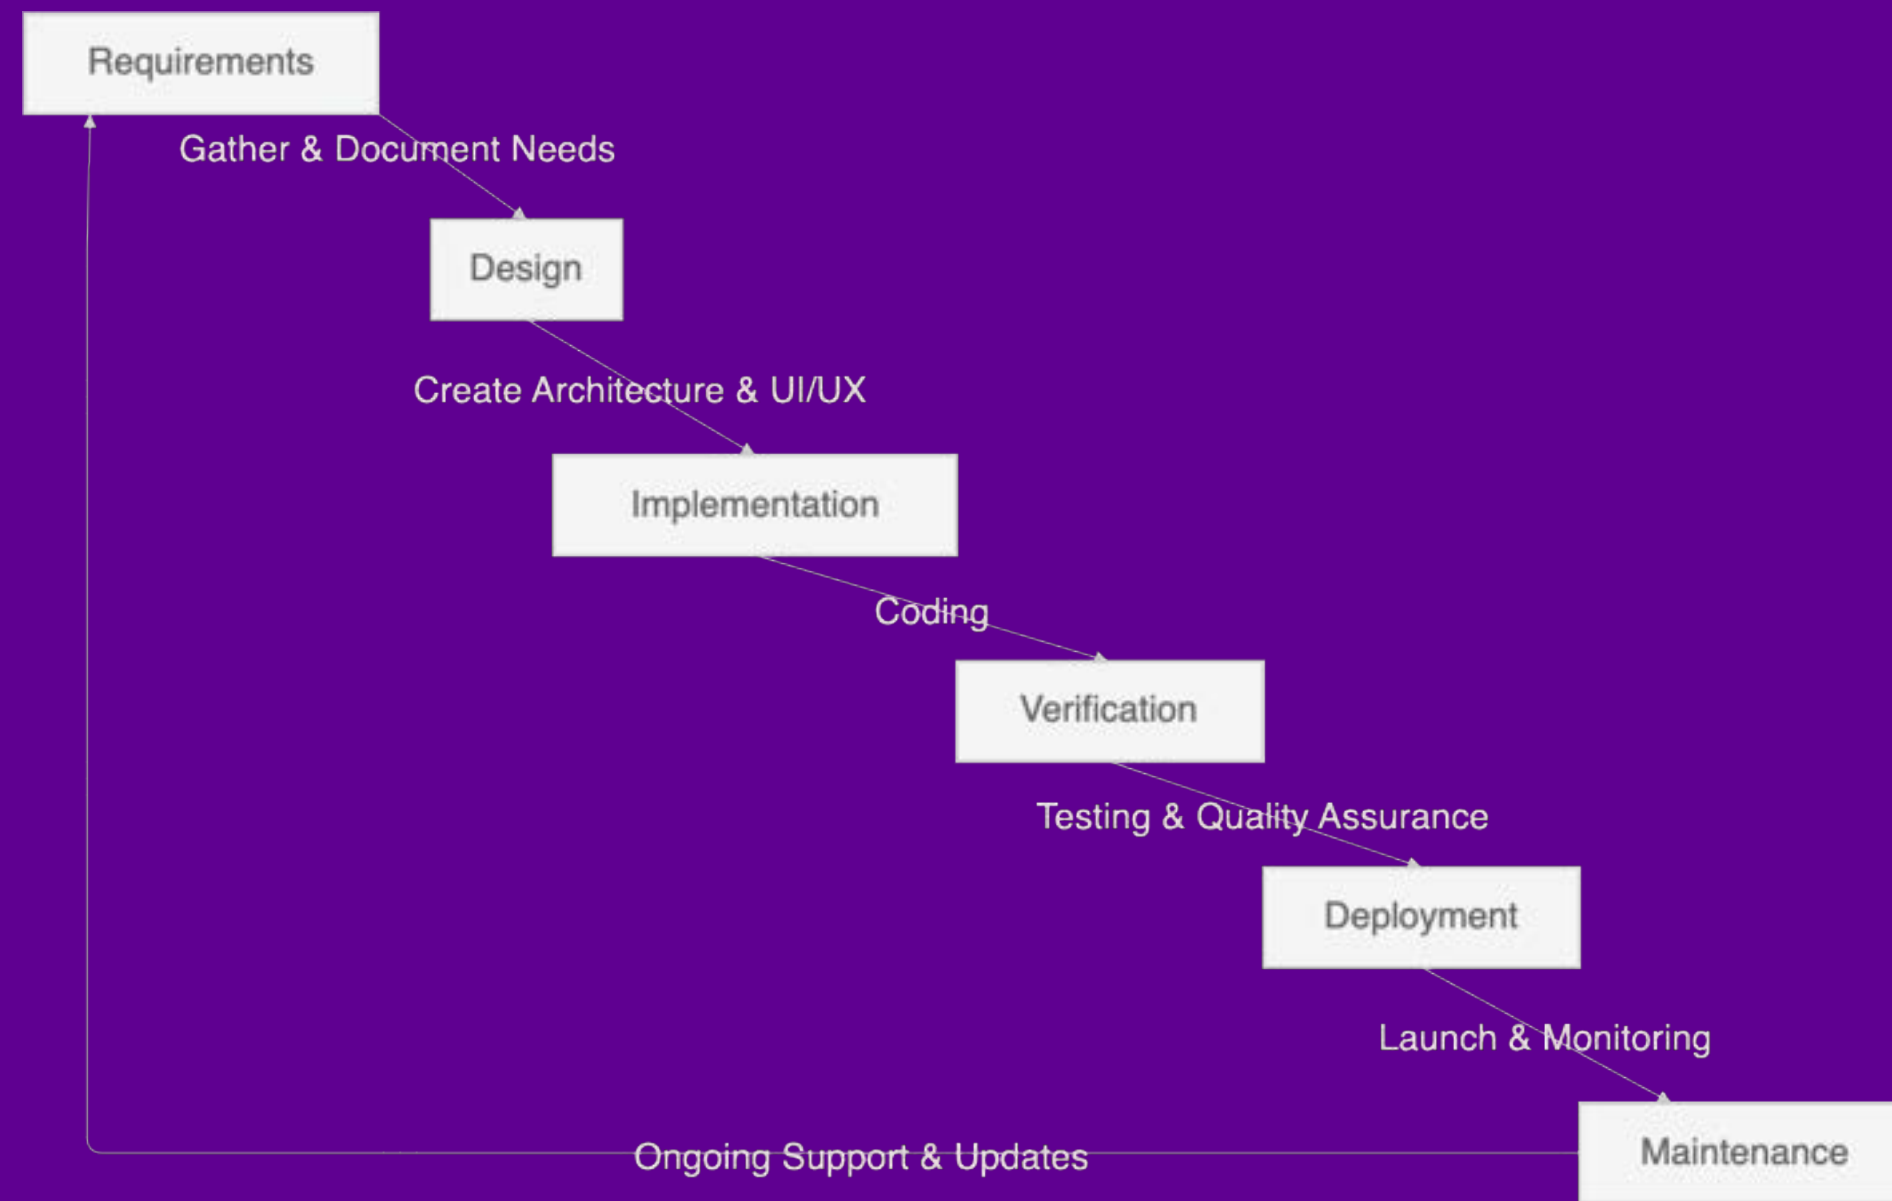 Requirements
Gather & Document Needs
Design
Create Architecture & UI/UX
Implementation
Coding
Verification
Testing & Quality Assurance
Deployment
Launch & Monitoring
Maintenance
Ongoing Support & Updates